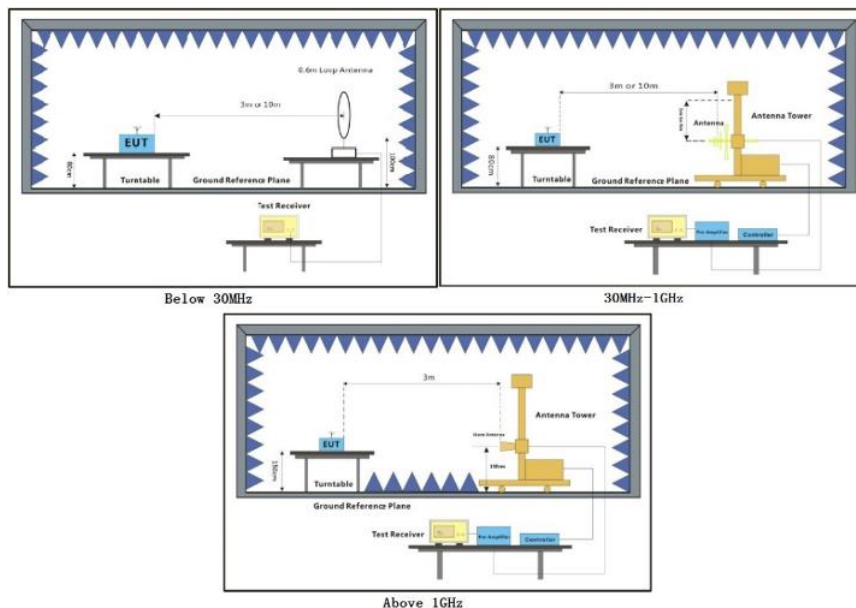 0.6m Loop Antenna
3m or 10m
EUT
80cm
100cm
Turntable
Ground Reference Plane
Test Receiver
Below 30MHz
3m or 10m
Antenna
Antenna Tower
EUT
80cm
Turntable
Ground Reference Plane
Test Receiver
Pre-Amplifier
Controller
30MHz-1GHz
3m
Antenna Tower
Horn Antenna
EUT
150cm
150cm
Turntable
Ground Reference Plane
Test Receiver
Pre-Amplifier
Controller
Above 1GHz